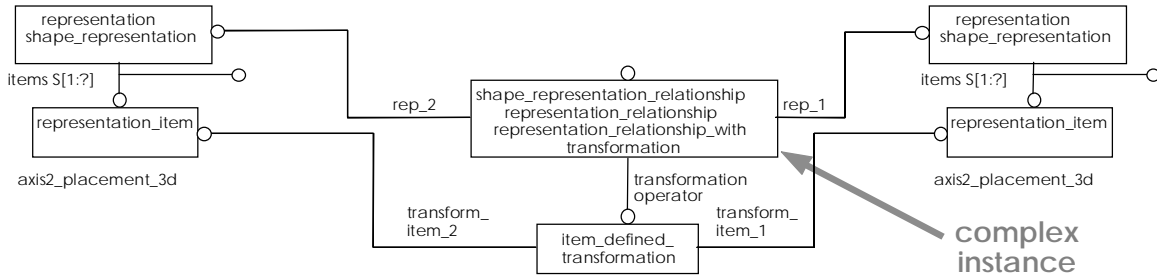 representation
shape_representation
items S[1:?]
representation_item
axis2_placement_3d
rep_2
shape_representation_relationship
representation_relationship
representation_relationship_with
transformation
rep_1
representation
shape_representation
items S[1:?]
representation_item
axis2_placement_3d
transformation
operator
transform_
item_2
item_defined_
transformation
transform_
item_1
complex
instance